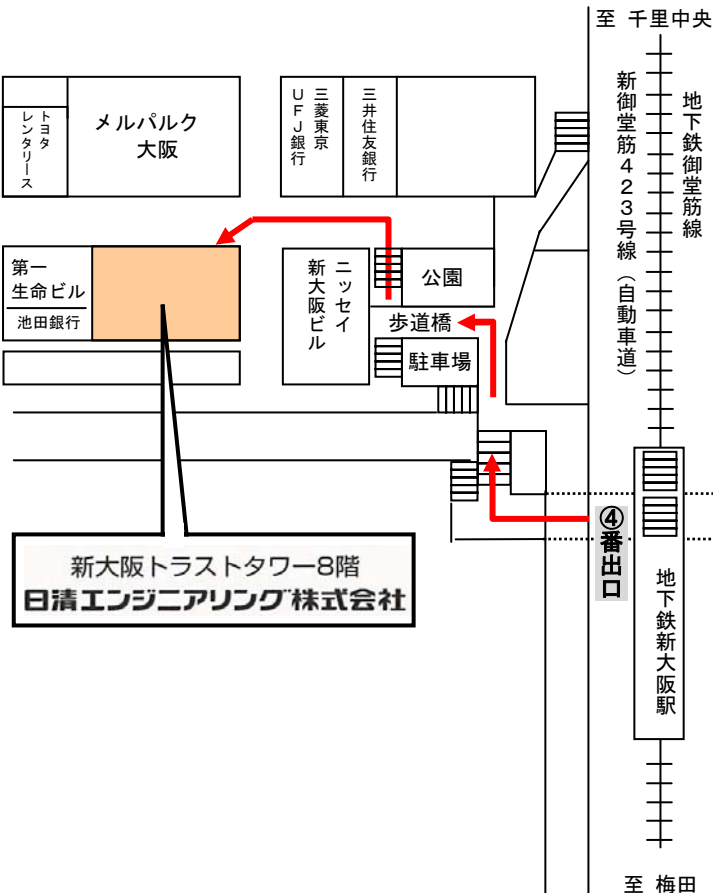 至 千里中央
地下鉄御堂筋線
新御堂筋４２３号線（自動車道）
トヨタ
レンタリース
メルパルク
大阪
三菱東京
ＵＦＪ銀行
三井住友銀行
第一
生命ビル
池田銀行
ニッセイ
新大阪ビル
公園
歩道橋
駐車場
④番出口
地下鉄新大阪駅
新大阪トラストタワー8階
日清エンジニアリング株式会社
至 梅田